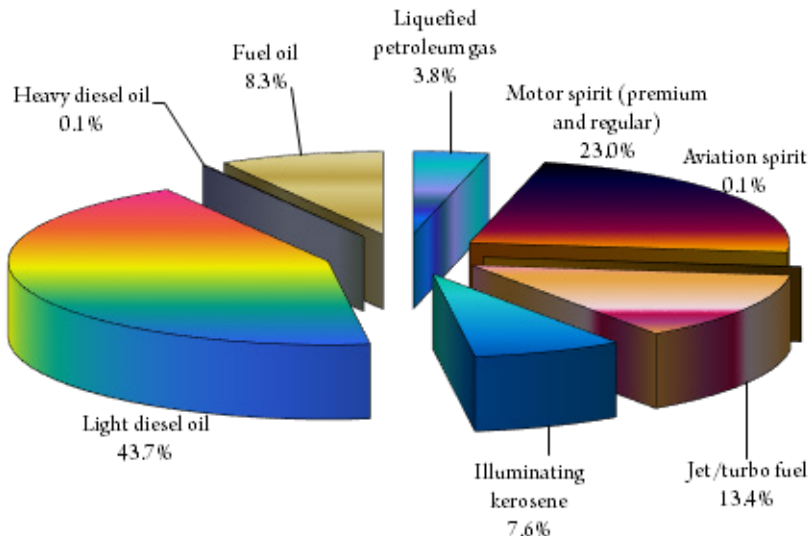 Liquefied
petroleum gas
3.8%
Fuel oil
8.3%
Heavy diesel oil
0.1%
Motor spirit (premium
and regular)
23.0%
Aviation spirit
0.1%
Light diesel oil
43.7%
Illuminating
kerosene
7.6%
Jet/turbo fuel
13.4%